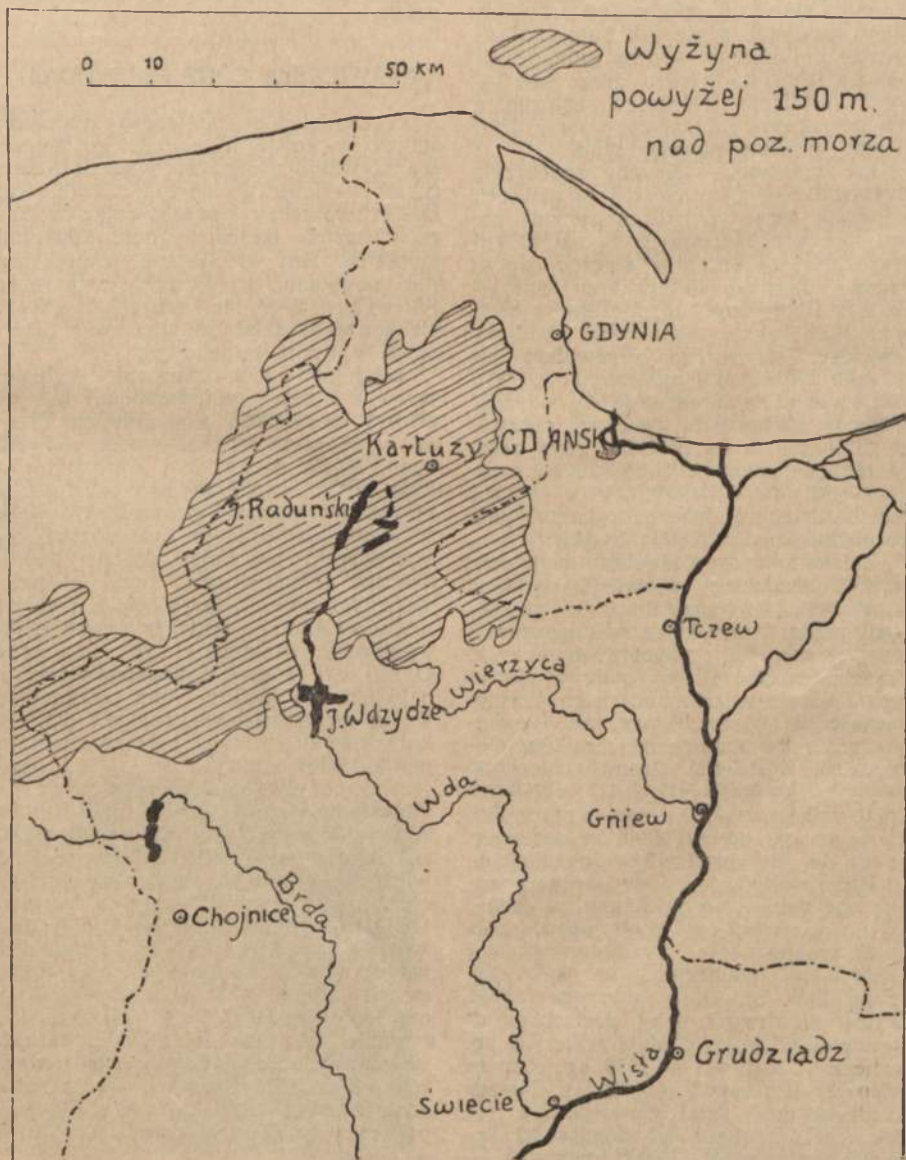 0 10 50 KM
Wyżyna
powyżej 150 m.
nad poz. morza
GDYNIA
Kartuzy
GDAŃSK
J. Raduńskie
Tczew
Wierzyca
J. Wdzydze
Wda
Gniew
Brda
Chojnice
Wisła
Grudziądz
Świecie